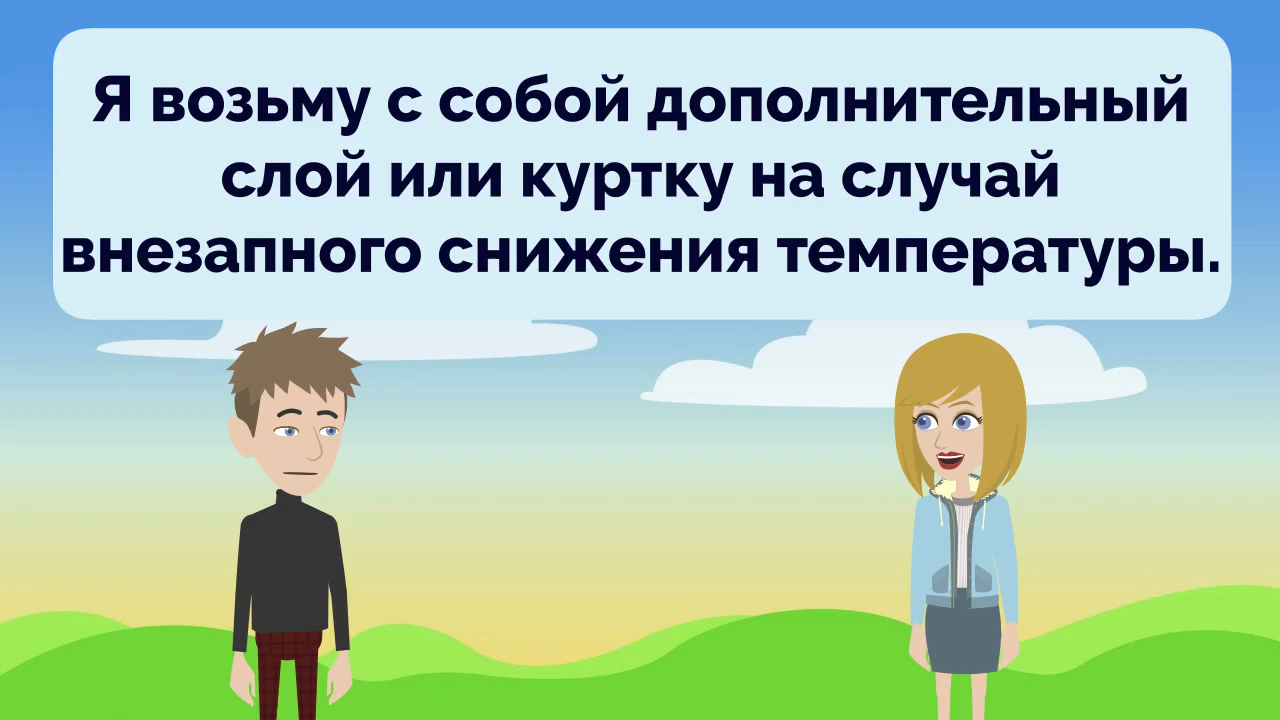 Я возьму с собой дополнительный
слой или куртку на случай
внезапного снижения температуры.